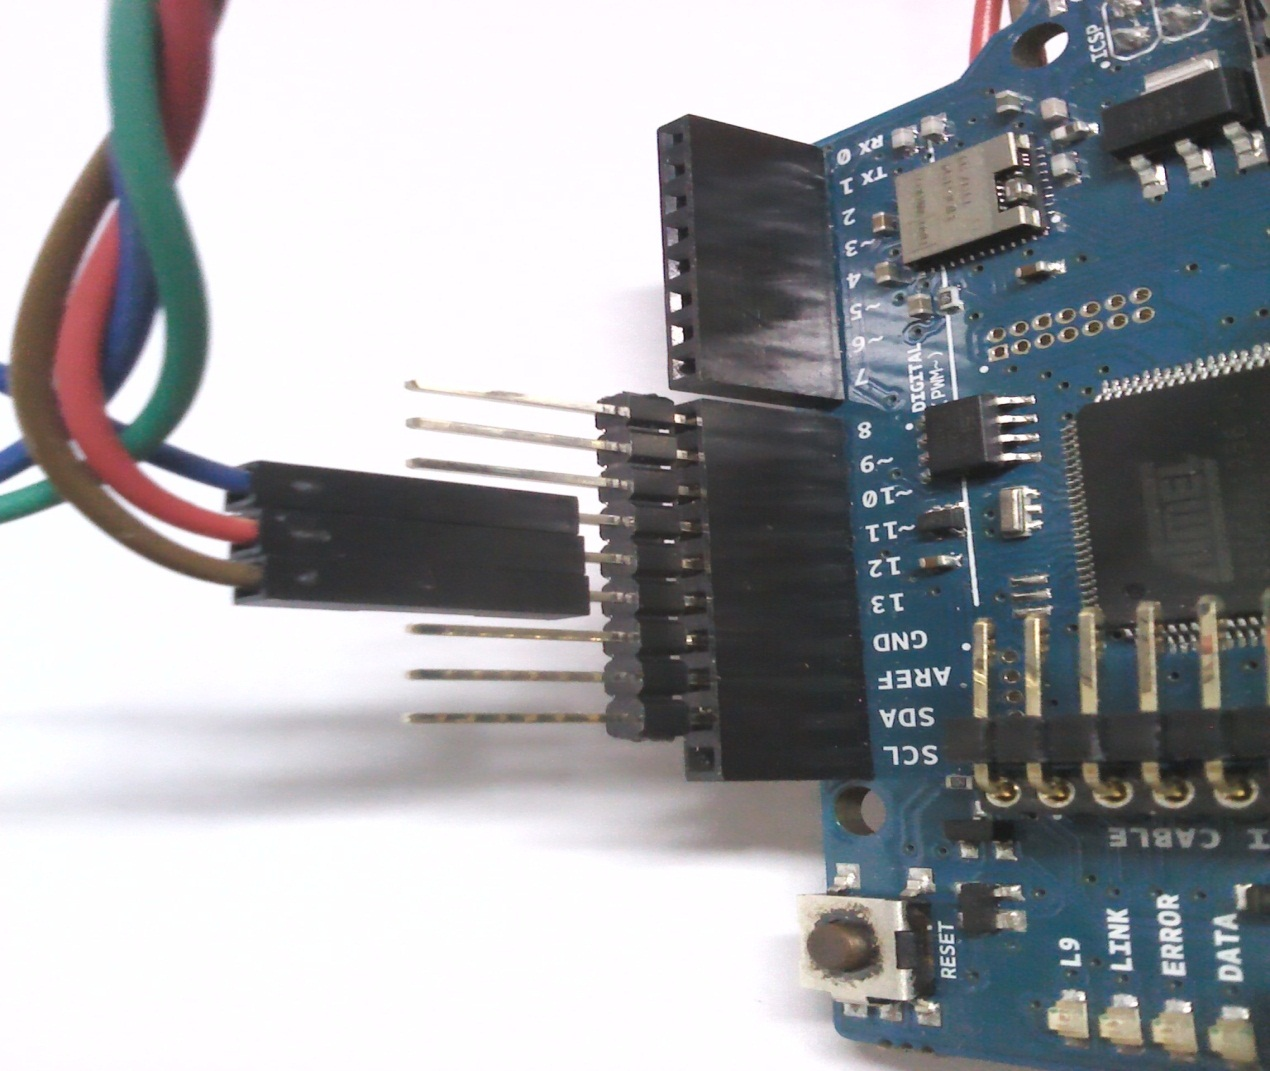 ICSP
RX 0
TX 1
2
~3
4
~5
~6
7
DIGITAL
(PWM~)
8
~9
~10
~11
12
13
GND
AREF
SDA
SCL
ATMEL
I CABLE
RESET
L9
LINK
ERROR
DATA